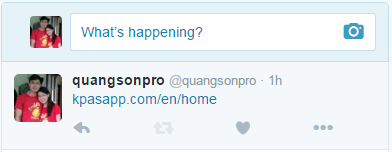 What's happening?
quangsonpro @quangsonpro · 1h
kpasapp.com/en/home